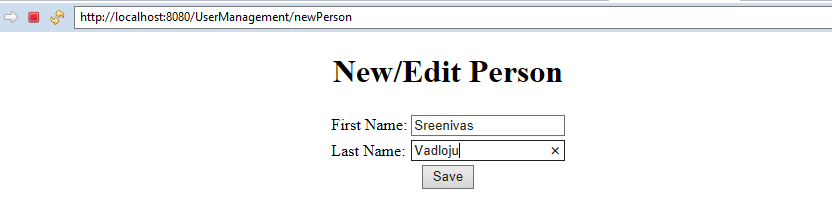 http://localhost:8080/UserManagement/newPerson
New/Edit Person
First Name: Sreenivas
Last Name: Vadloju ×
Save